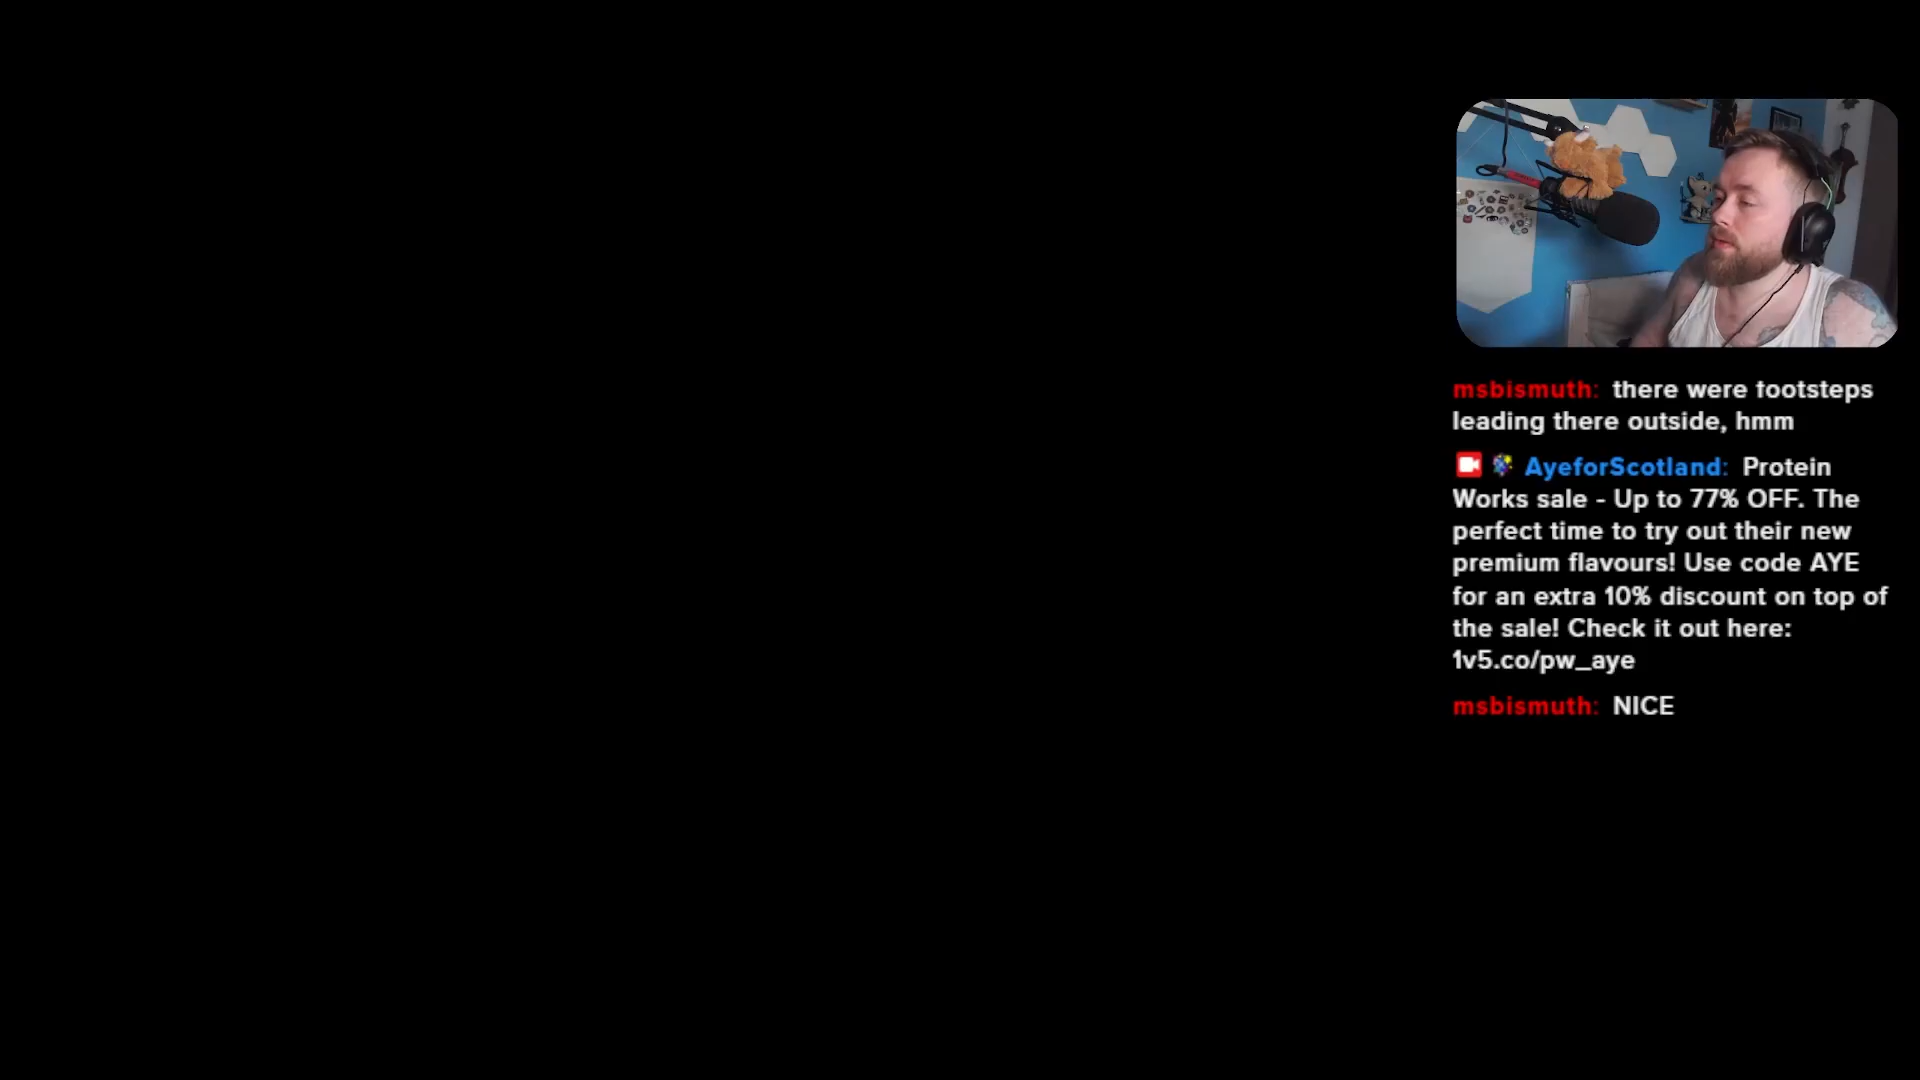 msbismuth: there were footsteps
leading there outside, hmm
AyeforScotland: Protein
Works sale - Up to 77% OFF. The
perfect time to try out their new
premium flavours! Use code AYE
for an extra 10% discount on top of
the sale! Check it out here:
1v5.co/pw_aye
msbismuth: NICE